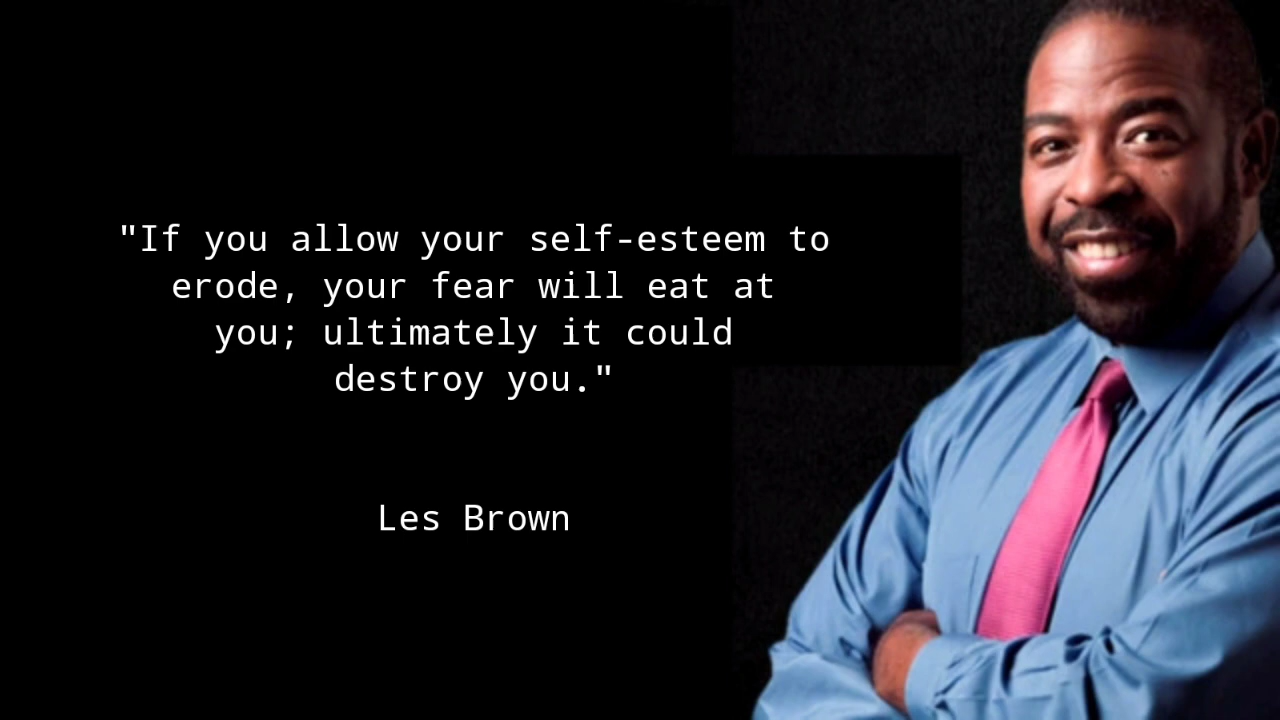 "If you allow your self-esteem to
erode, your fear will eat at
you; ultimately it could
destroy you."
Les Brown